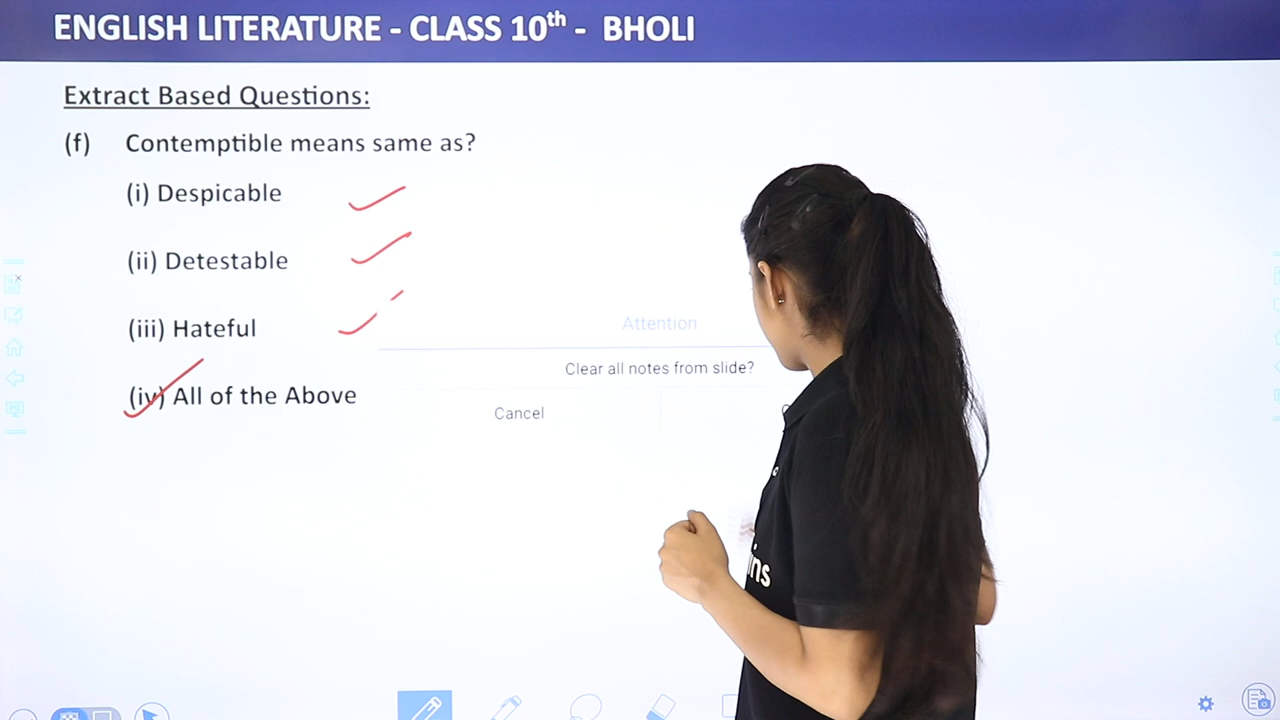 ENGLISH LITERATURE - CLASS 10th - BHOLI
Extract Based Questions:
(f) Contemptible means same as?
(i) Despicable
(ii) Detestable
(iii) Hateful
(iv) All of the Above
Attention
Clear all notes from slide?
Cancel